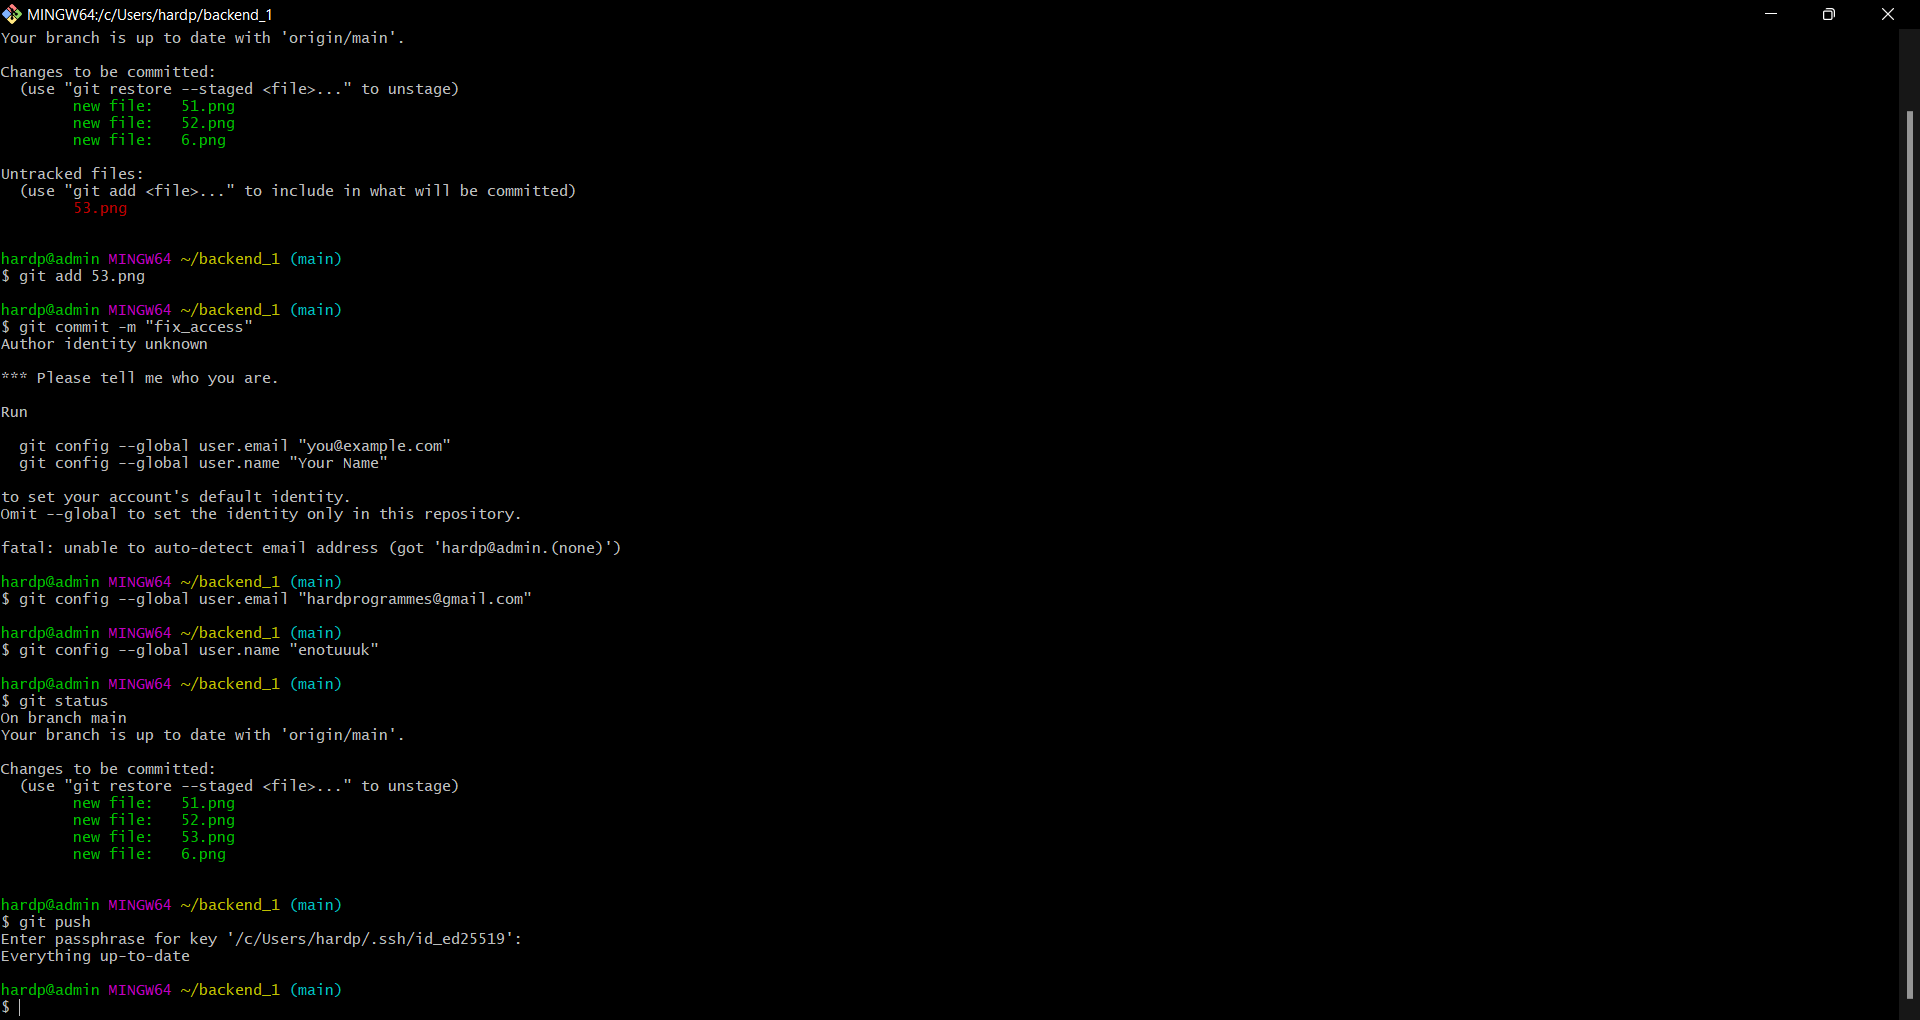 MINGW64:/c/Users/hardp/backend_1
Your branch is up to date with 'origin/main'.
Changes to be committed:
  (use "git restore --staged <file>..." to unstage)
        new file:   51.png
        new file:   52.png
        new file:   6.png
Untracked files:
  (use "git add <file>..." to include in what will be committed)
        53.png
hardp@admin MINGW64 ~/backend_1 (main)
$ git add 53.png
hardp@admin MINGW64 ~/backend_1 (main)
$ git commit -m "fix_access"
Author identity unknown
*** Please tell me who you are.
Run
  git config --global user.email "you@example.com"
  git config --global user.name "Your Name"
to set your account's default identity.
Omit --global to set the identity only in this repository.
fatal: unable to auto-detect email address (got 'hardp@admin.(none)')
hardp@admin MINGW64 ~/backend_1 (main)
$ git config --global user.email "hardprogrammes@gmail.com"
hardp@admin MINGW64 ~/backend_1 (main)
$ git config --global user.name "enotuuuk"
hardp@admin MINGW64 ~/backend_1 (main)
$ git status
On branch main
Your branch is up to date with 'origin/main'.
Changes to be committed:
  (use "git restore --staged <file>..." to unstage)
        new file:   51.png
        new file:   52.png
        new file:   53.png
        new file:   6.png
hardp@admin MINGW64 ~/backend_1 (main)
$ git push
Enter passphrase for key '/c/Users/hardp/.ssh/id_ed25519':
Everything up-to-date
hardp@admin MINGW64 ~/backend_1 (main)
$